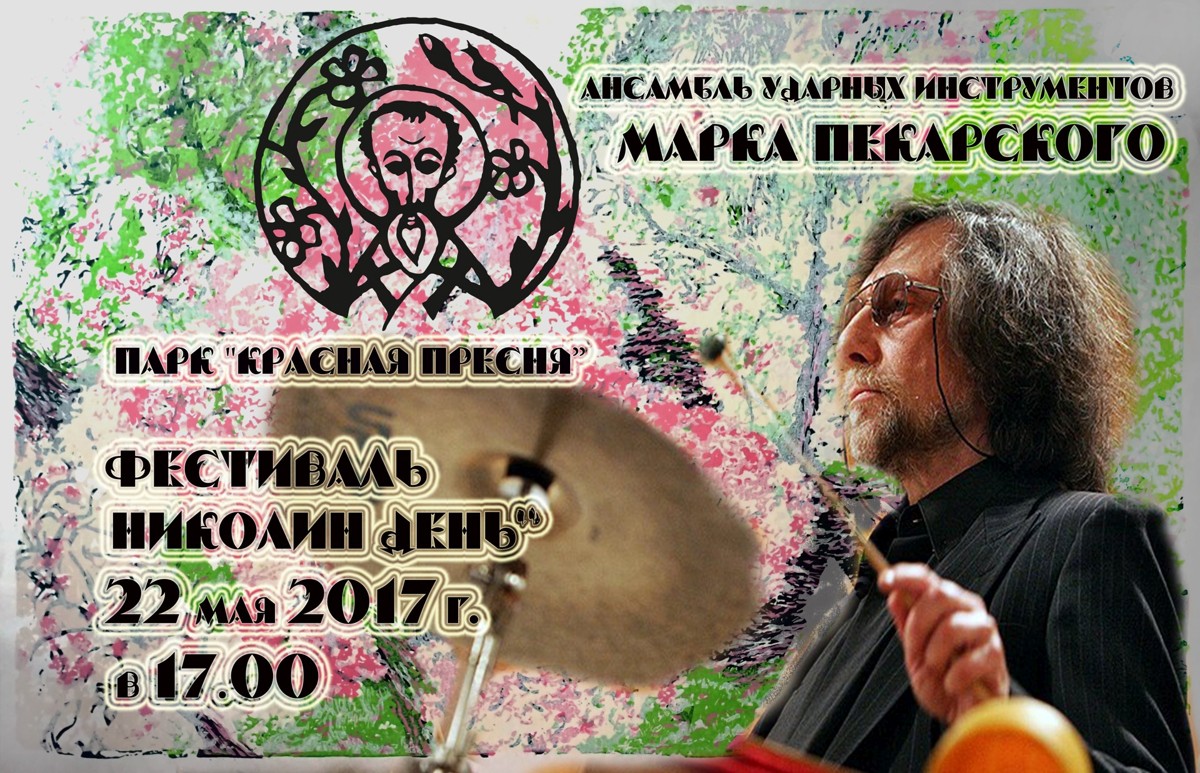 АНСАМБЛЬ УДАРНЫХ ИНСТРУМЕНТОВ
МАРКА ПЕКАРСКОГО
ПАРК "КРАСНАЯ ПРЕСНЯ"
ФЕСТИВАЛЬ
НИКОЛИН ДЕНЬ"
22 мая 2017 г.
в 17.00